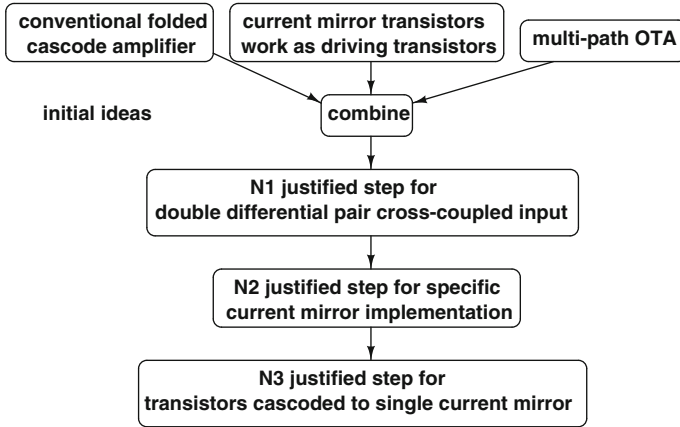 conventional folded
cascode amplifier
current mirror transistors
work as driving transistors
multi-path OTA
initial ideas
combine
N1 justified step for
double differential pair cross-coupled input
N2 justified step for specific
current mirror implementation
N3 justified step for
transistors cascoded to single current mirror